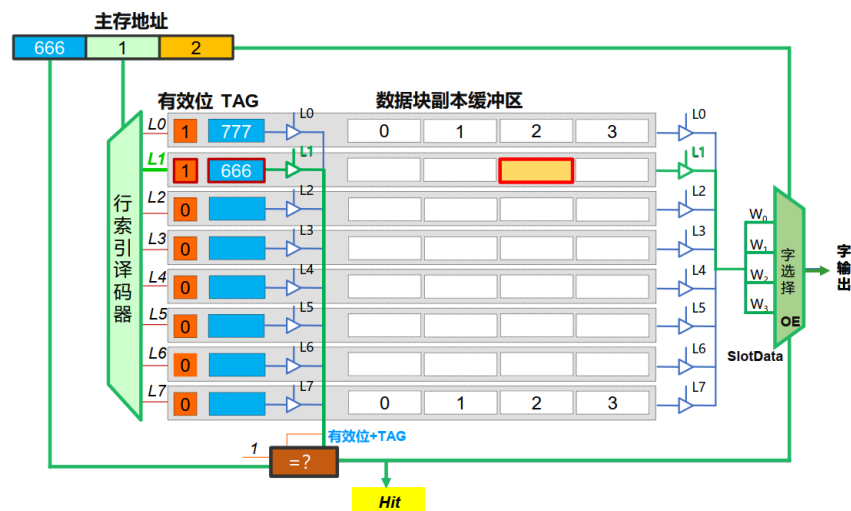 主存地址
666 1 2
有效位 TAG 数据块副本缓冲区
L0 1 777 L0 0 1 2 3 L0
L1 1 666 L1 L1
L2 0 L2 L2
L3 0 L3 L3
L4 0 L4 L4
L5 0 L5 L5
L6 0 L6 L6
L7 0 L7 0 1 2 3 L7
行索引译码器
W0
W1
W2
W3
字选择
OE
字输出
SlotData
有效位+TAG
1
=?
Hit